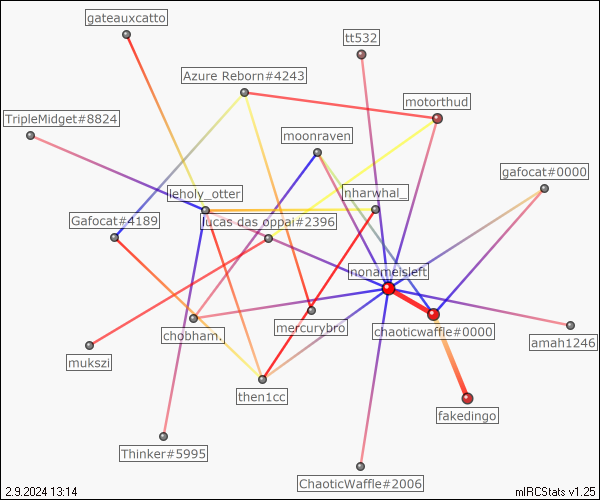 gateauxcatto
tt532
Azure Reborn#4243
motorthud
TripleMidget#8824
moonraven
gafocat#0000
leholy_otter
nharwhal_
Gafocat#4189
lucas das oppai#2396
nonameisleft
chobham.
mercurybro
chaoticwaffle#0000
amah1246
mukszi
then1cc
fakedingo
Thinker#5995
ChaoticWaffle#2006
2.9.2024 13:14
mIRCStats v1.25